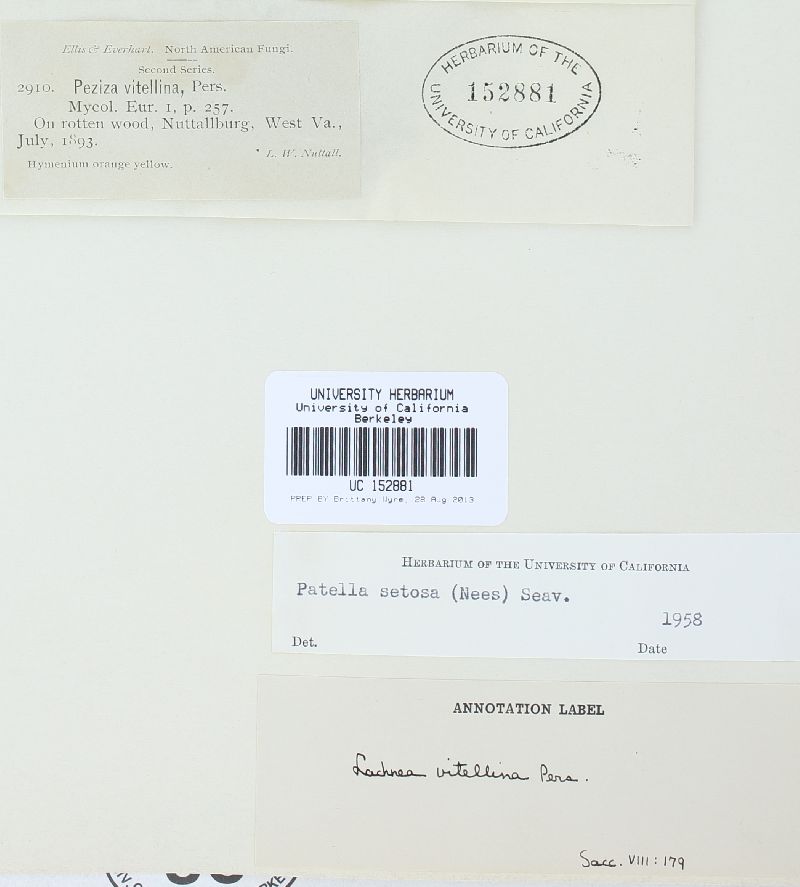 Ellis & Everhart. North American Fungi.
Second Series.
2910. Peziza vitellina, Pers.
Mycol. Eur. 1, p. 257.
On rotten wood, Nuttallburg, West Va.,
July, 1893.
L. W. Nuttall.
Hymenium orange yellow.
HERBARIUM OF THE
152881
UNIVERSITY OF CALIFORNIA
UNIVERSITY HERBARIUM
University of California
Berkeley
UC 152881
PREP BY Brittany Wyre, 28 Aug 2013
HERBARIUM OF THE UNIVERSITY OF CALIFORNIA
Patella setosa (Nees) Seav.
1958
Det. Date
ANNOTATION LABEL
Lachnea vitellina Pers.
Sacc. VIII: 179